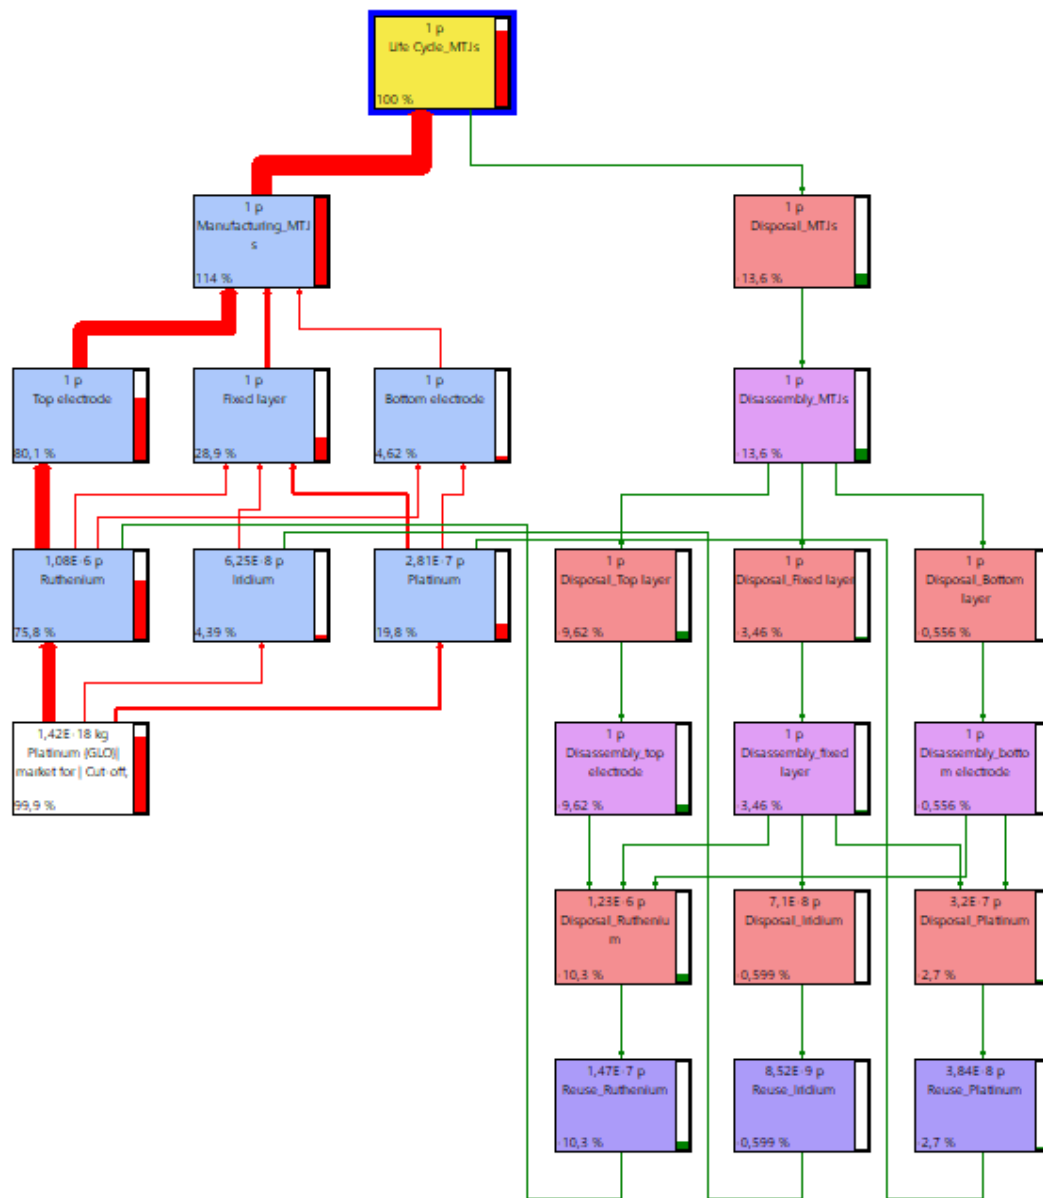 1 p
Life Cycle_MTJs
100 %
1 p
Manufacturing_MTJ
s
114 %
1 p
Disposal_MTJs
-13,6 %
1 p
Top electrode
80,1 %
1 p
Fixed layer
28,9 %
1 p
Bottom electrode
4,62 %
1 p
Disassembly_MTJs
-13,6 %
1,08E-6 p
Ruthenium
75,8 %
6,25E-8 p
Iridium
4,39 %
2,81E-7 p
Platinum
19,8 %
1 p
Disposal_Top layer
-9,62 %
1 p
Disposal_Fixed layer
-3,46 %
1 p
Disposal_Bottom
layer
-0,556 %
1,42E-18 kg
Platinum {GLO}|
market for | Cut-off,
99,9 %
1 p
Disassembly_top
electrode
-9,62 %
1 p
Disassembly_fixed
layer
-3,46 %
1 p
Disassembly_botto
m electrode
-0,556 %
1,23E-6 p
Disposal_Rutheniu
m
-10,3 %
7,1E-8 p
Disposal_Iridium
-0,599 %
3,2E-7 p
Disposal_Platinum
-2,7 %
1,47E-7 p
Reuse_Ruthenium
-10,3 %
8,52E-9 p
Reuse_Iridium
-0,599 %
3,84E-8 p
Reuse_Platinum
-2,7 %